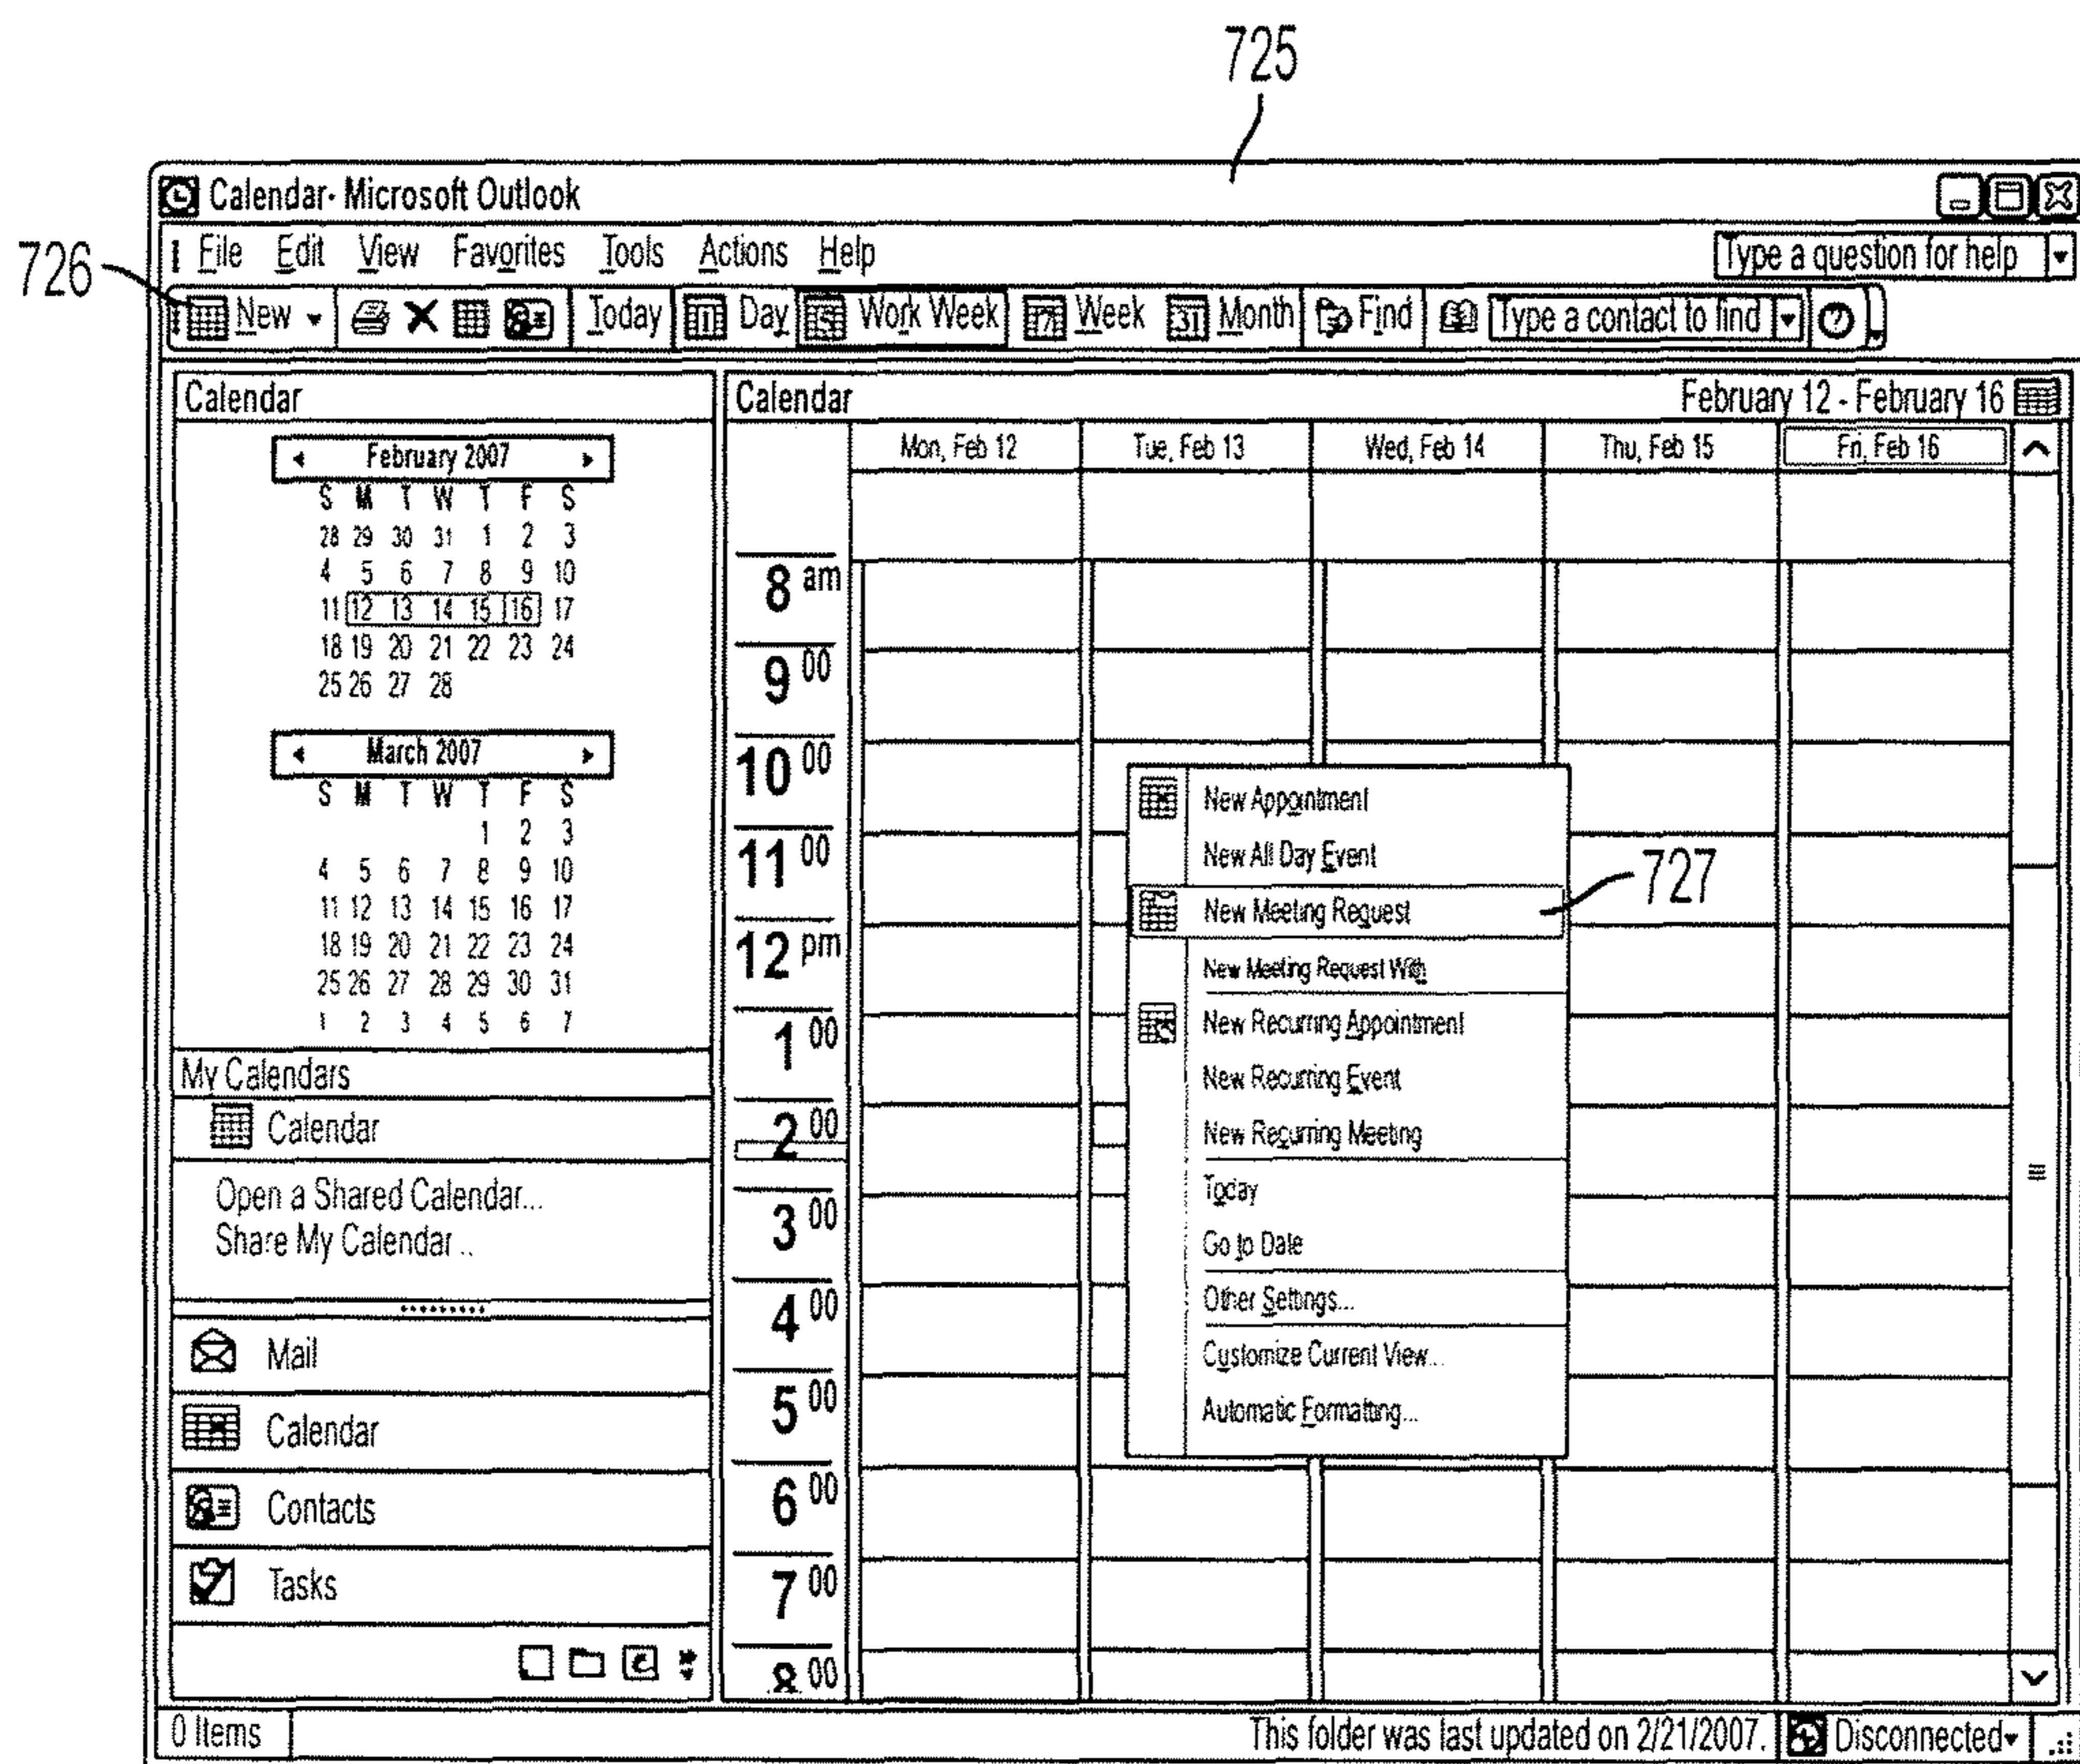 725
Calendar- Microsoft Outlook
726
File Edit View Favorites Tools Actions Help
Type a question for help
New
Today
1 Day
5 Work Week
7 Week
31 Month
Find
Type a contact to find
?
Calendar
February 2007
S M T W T F S
28 29 30 31 1 2 3
4 5 6 7 8 9 10
11 12 13 14 15 16 17
18 19 20 21 22 23 24
25 26 27 28
March 2007
S M T W T F S
1 2 3
4 5 6 7 8 9 10
11 12 13 14 15 16 17
18 19 20 21 22 23 24
25 26 27 28 29 30 31
1 2 3 4 5 6 7
My Calendars
Calendar
Open a Shared Calendar...
Share My Calendar ..
Mail
Calendar
Contacts
Tasks
Calendar
February 12 - February 16
Mon, Feb 12
Tue, Feb 13
Wed, Feb 14
Thu, Feb 15
Fri, Feb 16
8 am
9 00
10 00
11 00
12 pm
1 00
2 00
3 00
4 00
5 00
6 00
7 00
8 00
New Appointment
New All Day Event
New Meeting Request
727
New Meeting Request With
New Recurring Appointment
New Recurring Event
New Recurring Meeting
Today
Go to Date
Other Settings...
Customize Current View...
Automatic Formatting...
0 Items
This folder was last updated on 2/21/2007.
Disconnected